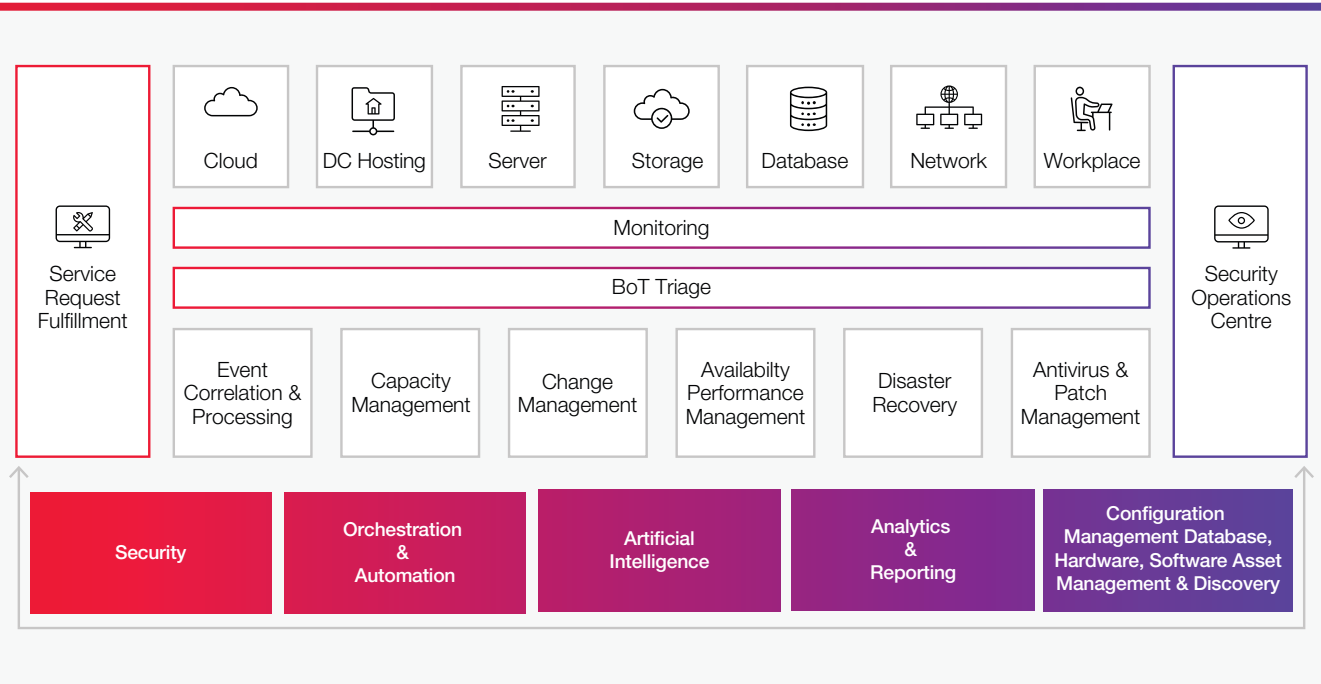 Service
Request
Fulfillment
Cloud
DC Hosting
Server
Storage
Database
Network
Workplace
Monitoring
BoT Triage
Event
Correlation &
Processing
Capacity
Management
Change
Management
Availabilty
Performance
Management
Disaster
Recovery
Antivirus &
Patch
Management
Security
Operations
Centre
Security
Orchestration
&
Automation
Artificial
Intelligence
Analytics
&
Reporting
Configuration
Management Database,
Hardware, Software Asset
Management & Discovery